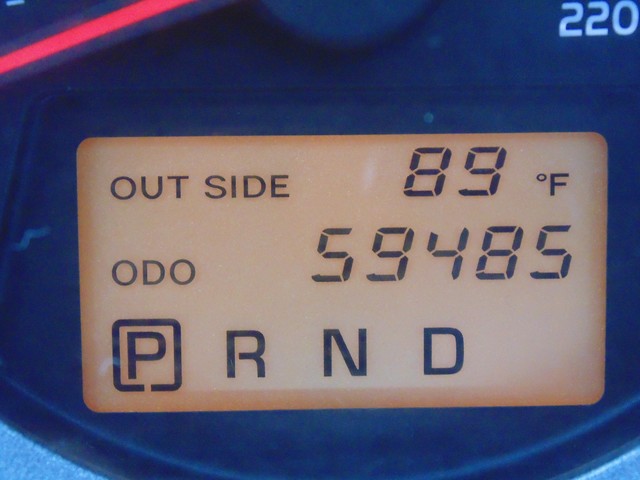 220
OUT SIDE 89 °F
ODO 59485
P R N D